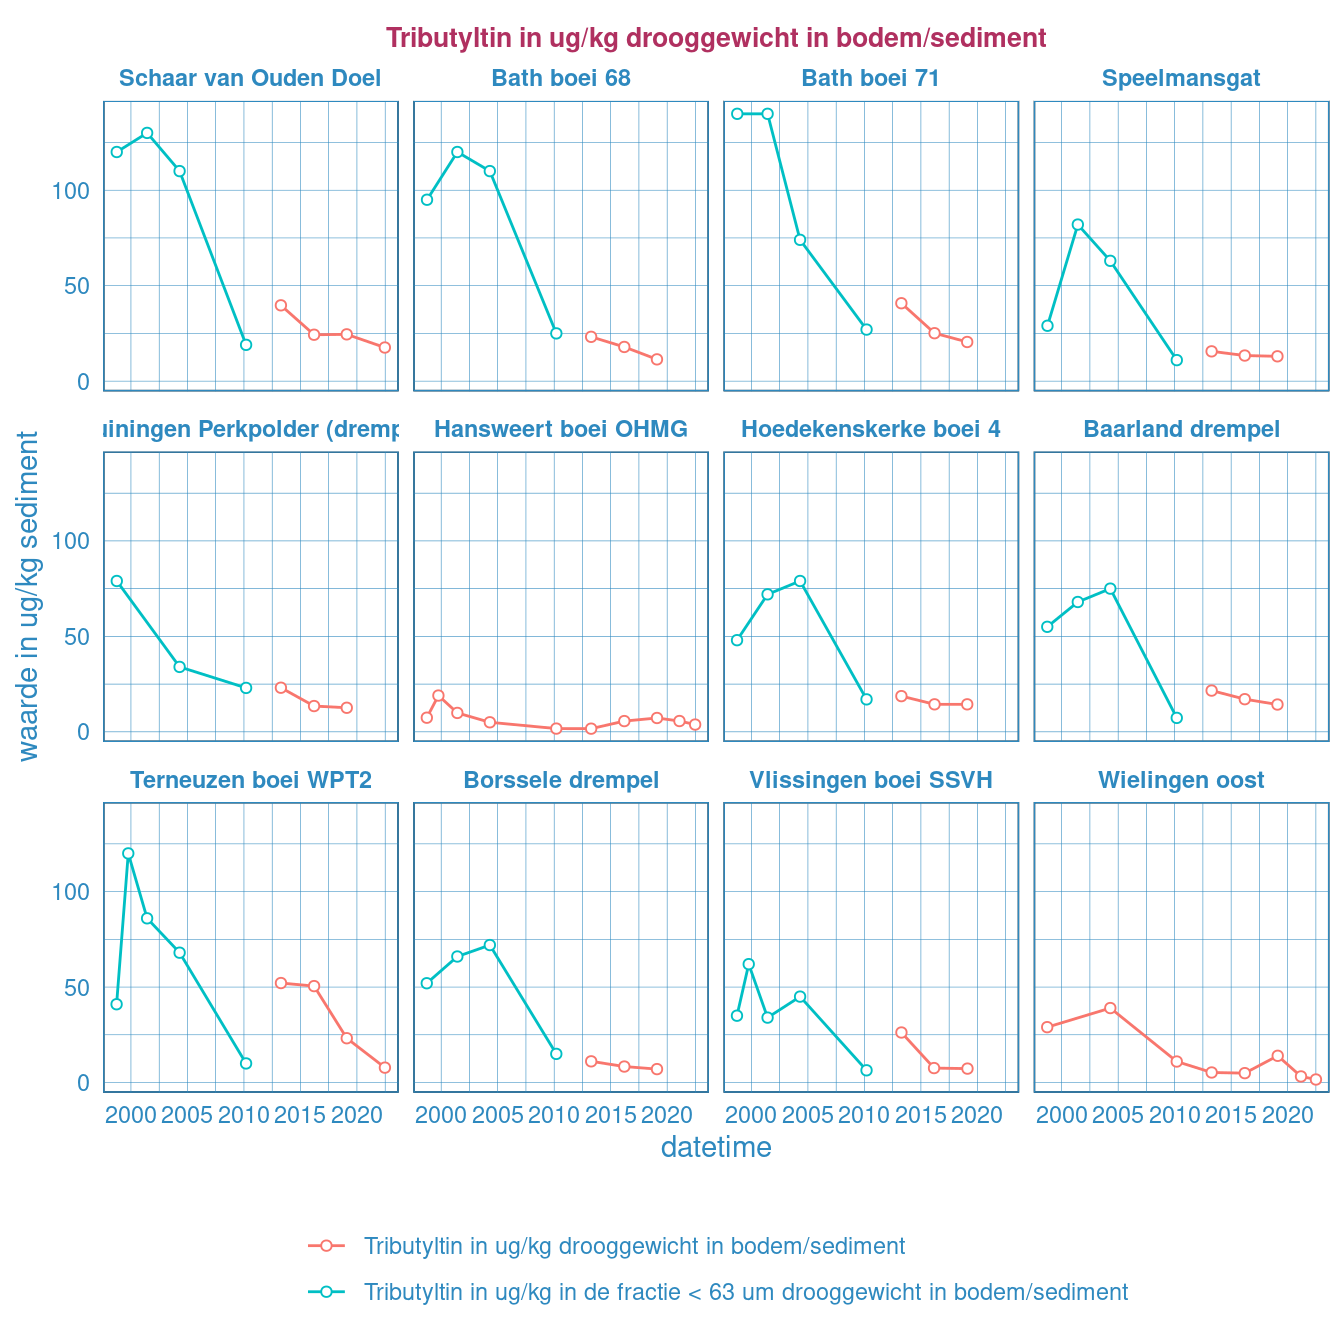 Tributyltin in ug/kg drooggewicht in bodem/sediment
Schaar van Ouden Doel Bath boei 68 Bath boei 71 Speelmansgat
100
50
0
waarde in ug/kg sediment
Perkpolder Hansweert boei OHMG Hoedekenskerke boei 4 Baarland drempel
100
50
0
Terneuzen boei WPT2 Borssele drempel Vlissingen boei SSVH Wielingen oost
100
50
0
2000 2005 2010 2015 2020 2000 2005 2010 2015 2020 2000 2005 2010 2015 2020 2000 2005 2010 2015 2020
datetime
Tributyltin in ug/kg drooggewicht in bodem/sediment
Tributyltin in ug/kg in de fractie < 63 um drooggewicht in bodem/sediment